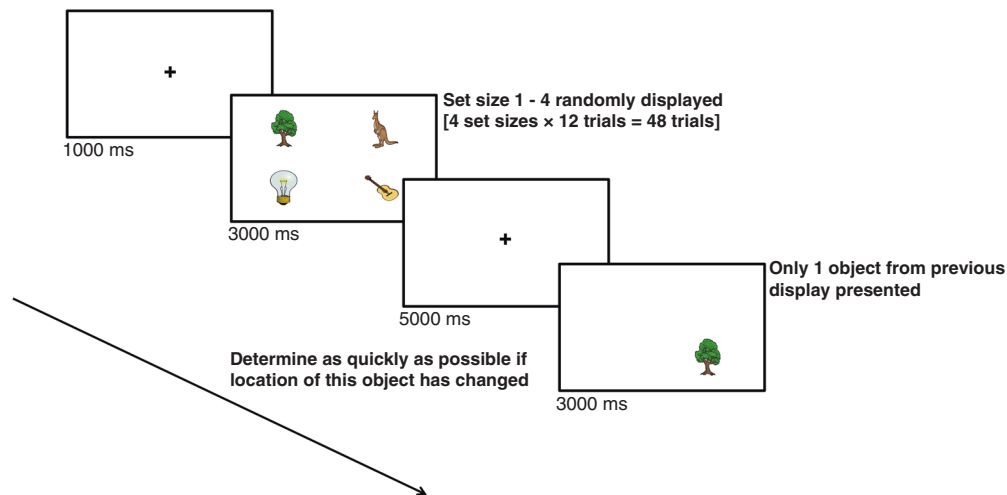 1000 ms
Set size 1 - 4 randomly displayed
[4 set sizes × 12 trials = 48 trials]
3000 ms
5000 ms
Only 1 object from previous
display presented
Determine as quickly as possible if
location of this object has changed
3000 ms